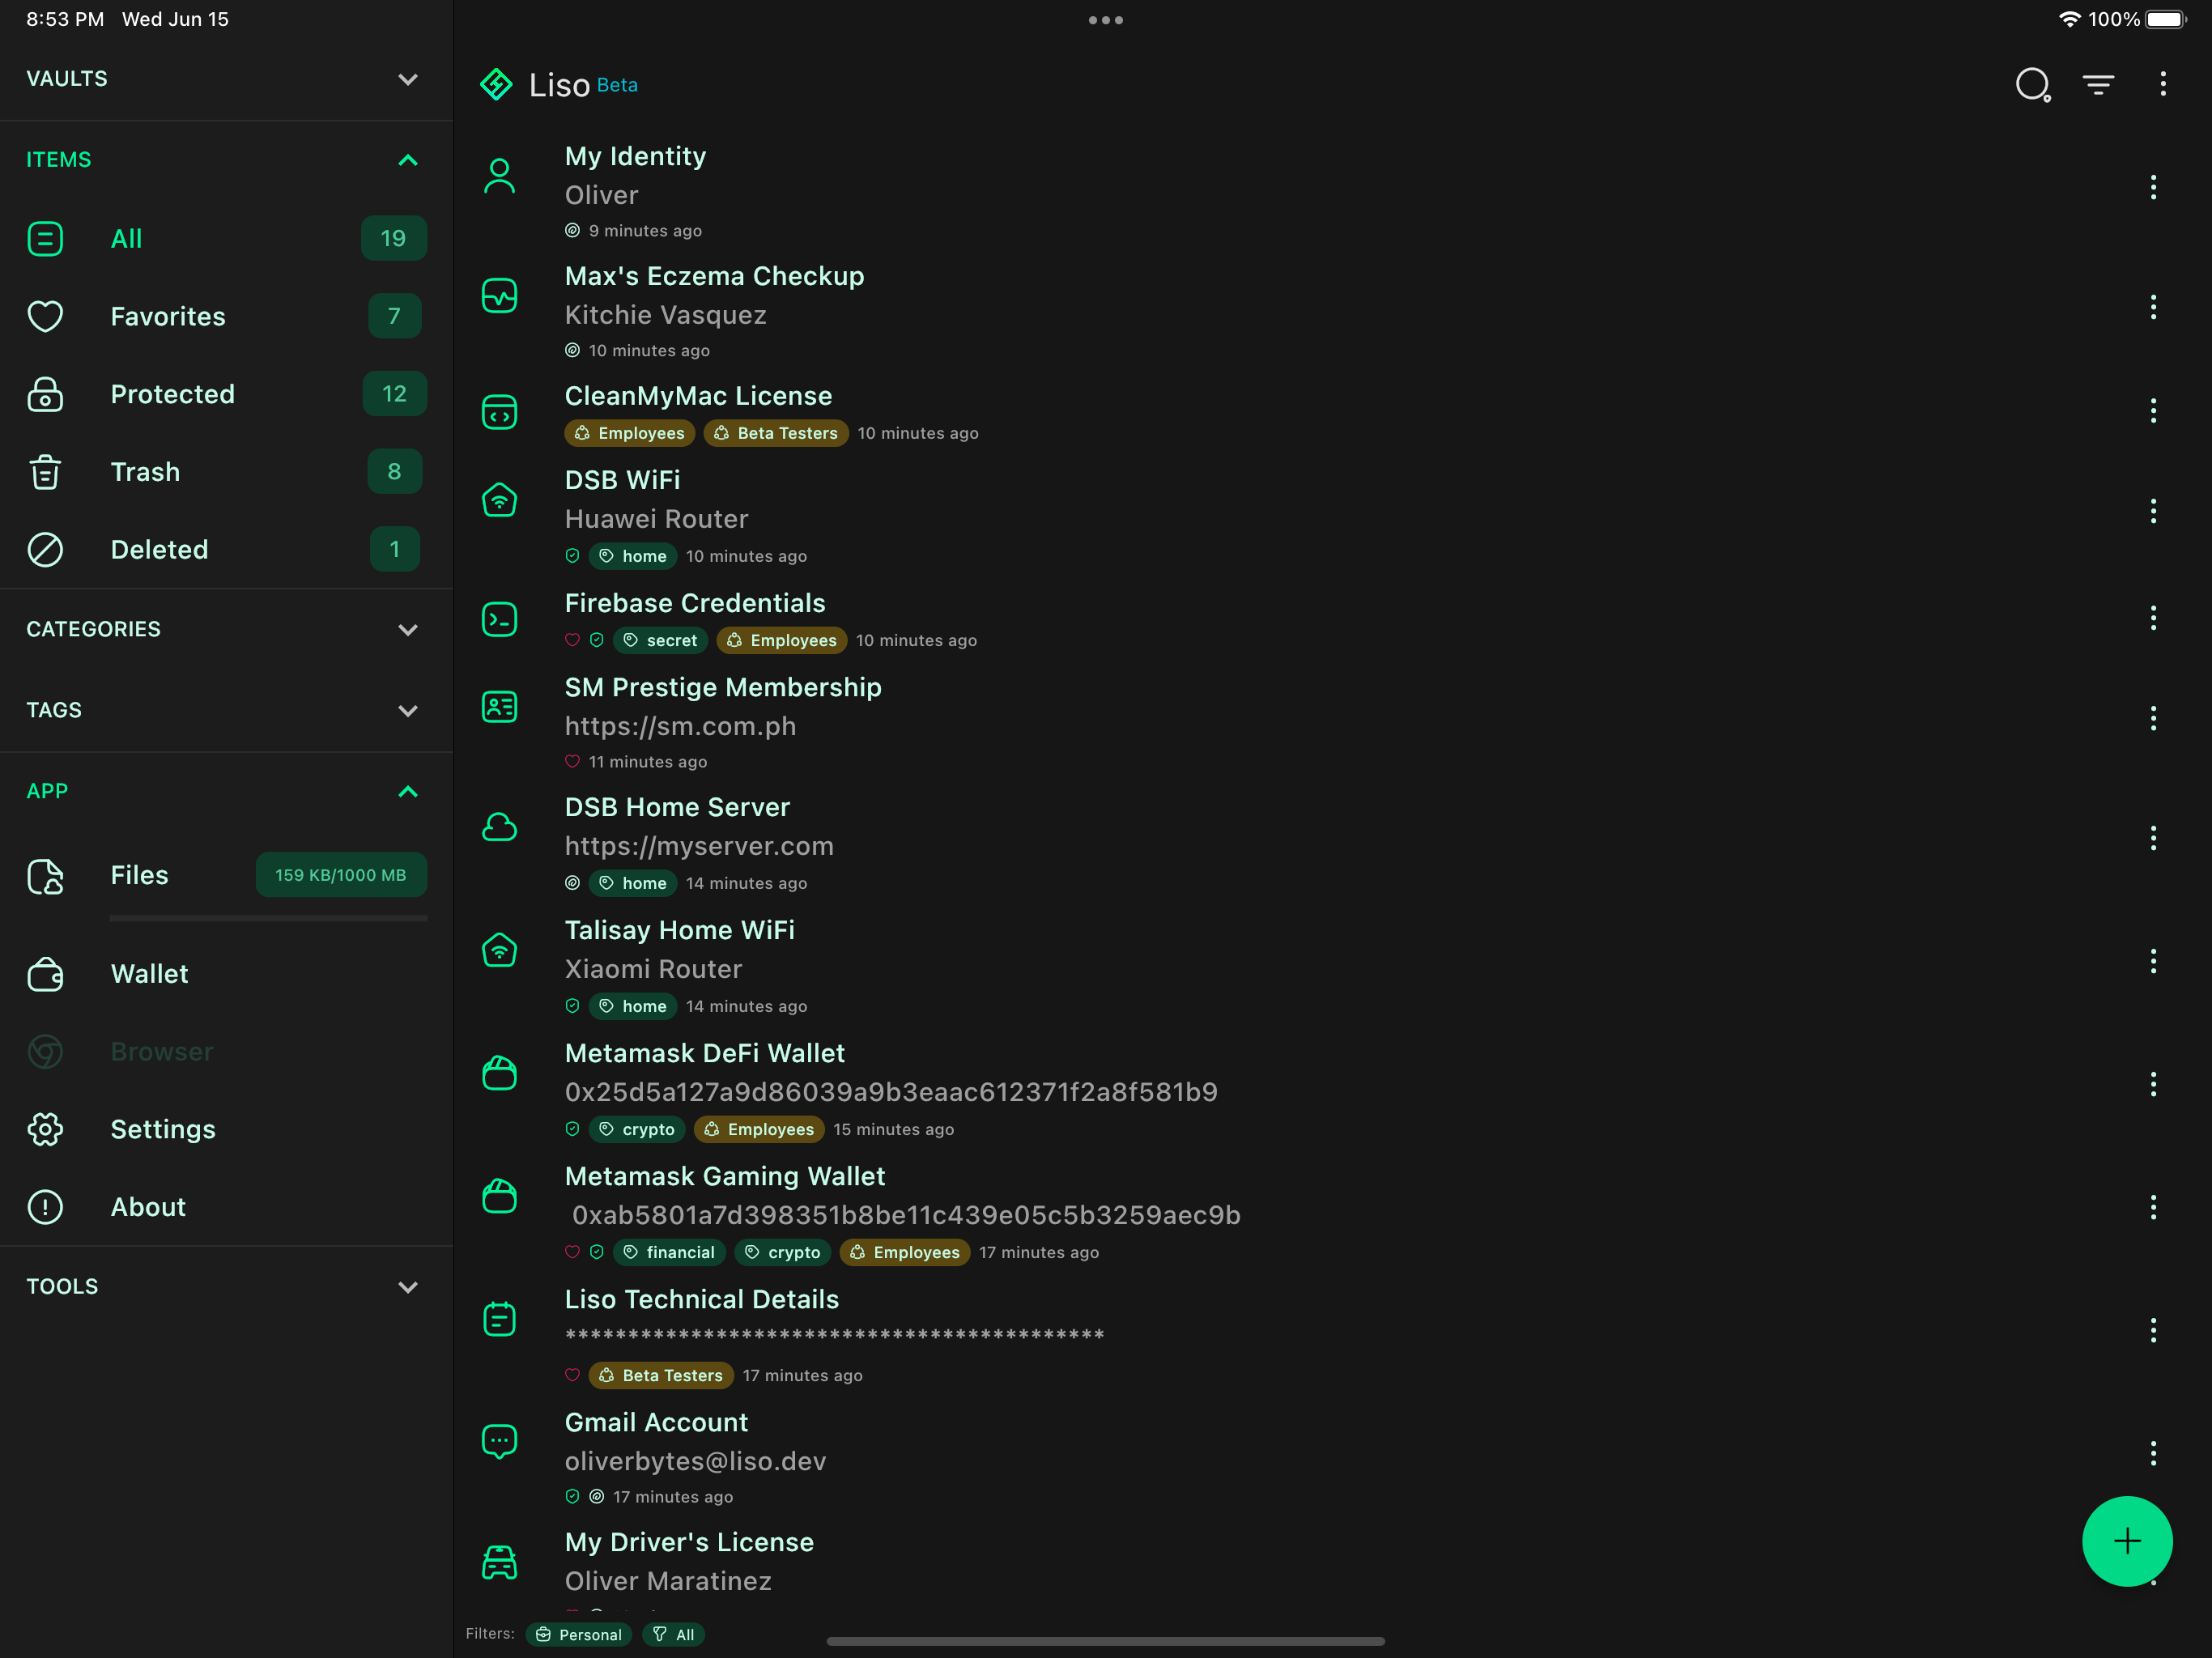 8:53 PM Wed Jun 15
100%
VAULTS
ITEMS
All 19
Favorites 7
Protected 12
Trash 8
Deleted 1
CATEGORIES
TAGS
APP
Files 159 KB/1000 MB
Wallet
Browser
Settings
About
TOOLS
Liso Beta
My Identity
Oliver
9 minutes ago
Max's Eczema Checkup
Kitchie Vasquez
10 minutes ago
CleanMyMac License
Employees Beta Testers 10 minutes ago
DSB WiFi
Huawei Router
home 10 minutes ago
Firebase Credentials
secret Employees 10 minutes ago
SM Prestige Membership
https://sm.com.ph
11 minutes ago
DSB Home Server
https://myserver.com
home 14 minutes ago
Talisay Home WiFi
Xiaomi Router
home 14 minutes ago
Metamask DeFi Wallet
0x25d5a127a9d86039a9b3eaac612371f2a8f581b9
crypto Employees 15 minutes ago
Metamask Gaming Wallet
0xab5801a7d398351b8be11c439e05c5b3259aec9b
financial crypto Employees 17 minutes ago
Liso Technical Details
*******************************************
Beta Testers 17 minutes ago
Gmail Account
oliverbytes@liso.dev
17 minutes ago
My Driver's License
Oliver Maratinez
Filters: Personal All